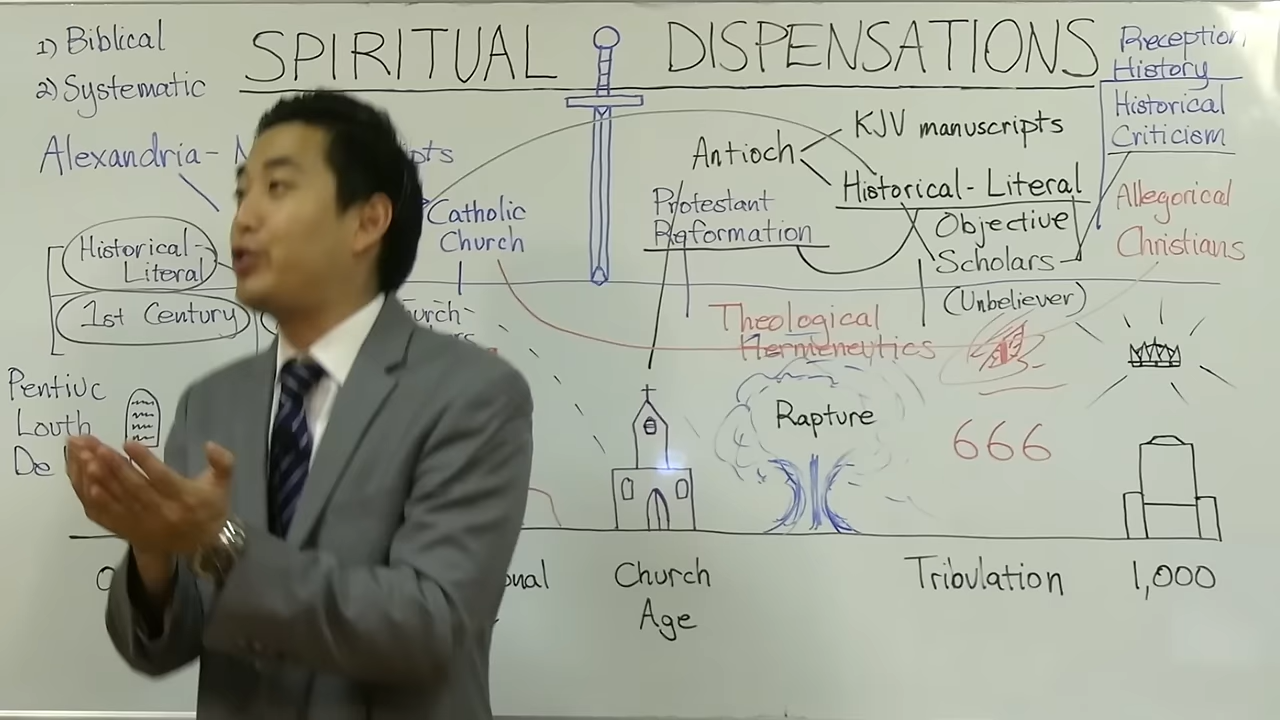 1) Biblical
2) Systematic
SPIRITUAL DISPENSATIONS
Reception
History
Historical
Criticism
Allegorical
Christians
Alexandria-
Catholic
Church
Antioch
KJV manuscripts
Historical-Literal
Protestant
Reformation
Objective
Scholars
(Unbeliever)
Historical-
Literal
1st Century
Theological
Hermeneutics
Rapture
666
Church
Age
Tribulation
1,000